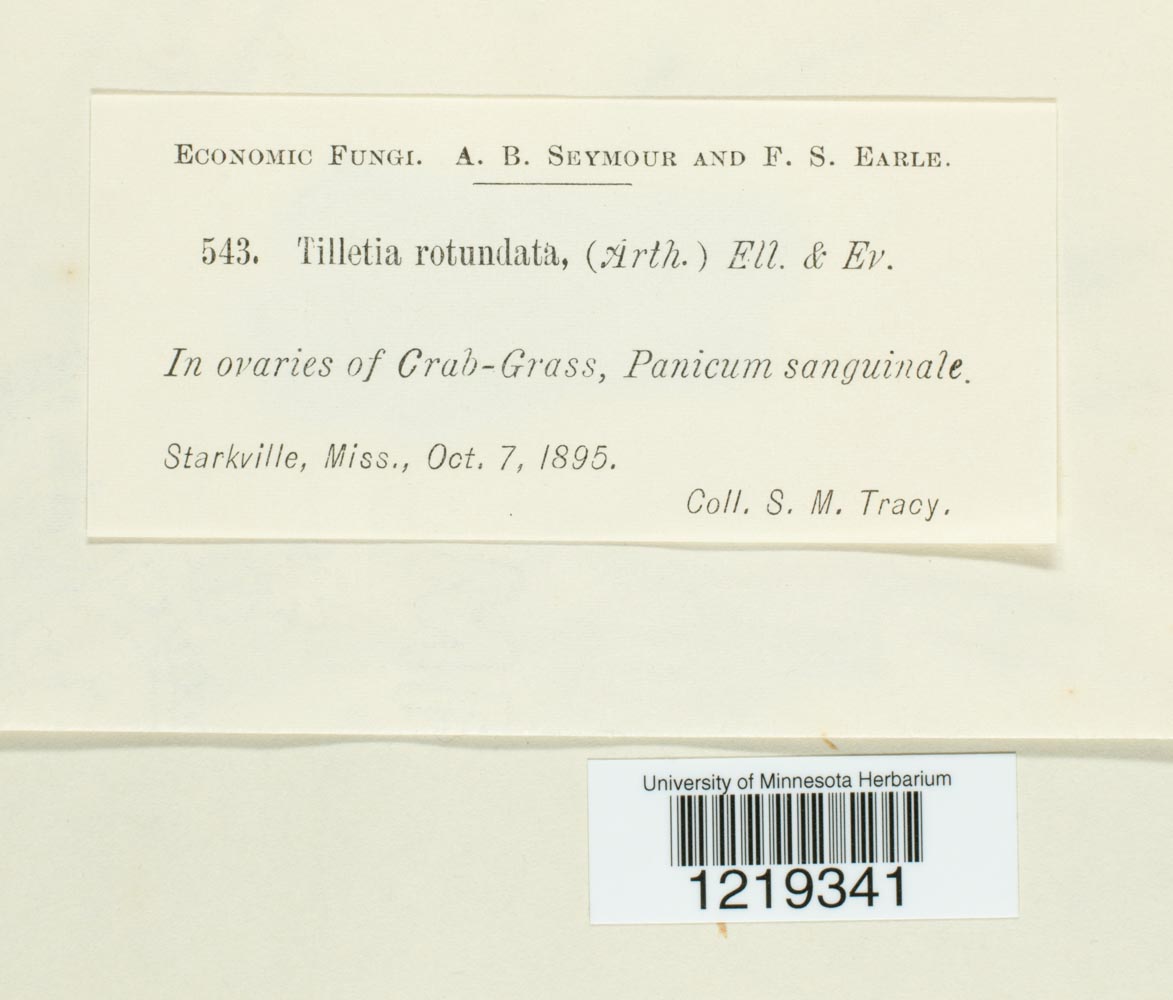 Economic Fungi. A. B. Seymour and F. S. Earle.
543. Tilletia rotundata, (Arth.) Ell. & Ev.
In ovaries of Crab-Grass, Panicum sanguinale.
Starkville, Miss., Oct. 7, 1895.
Coll. S. M. Tracy.
University of Minnesota Herbarium
1219341